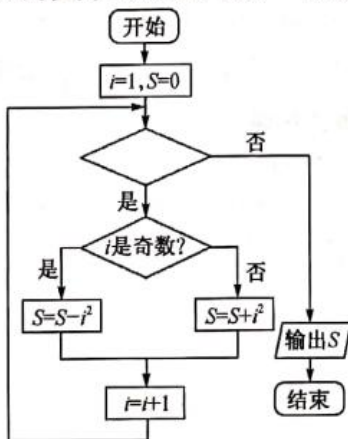 开始
i=1,S=0
否
是
i是奇数?
是
否
S=S-i²
S=S+i²
输出S
i=i+1
结束